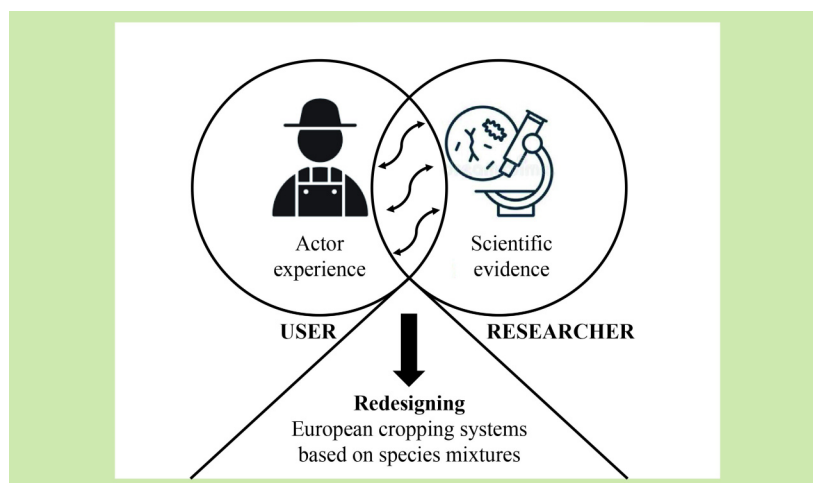 Actor
experience
Scientific
evidence
USER
RESEARCHER
Redesigning
European cropping systems
based on species mixtures